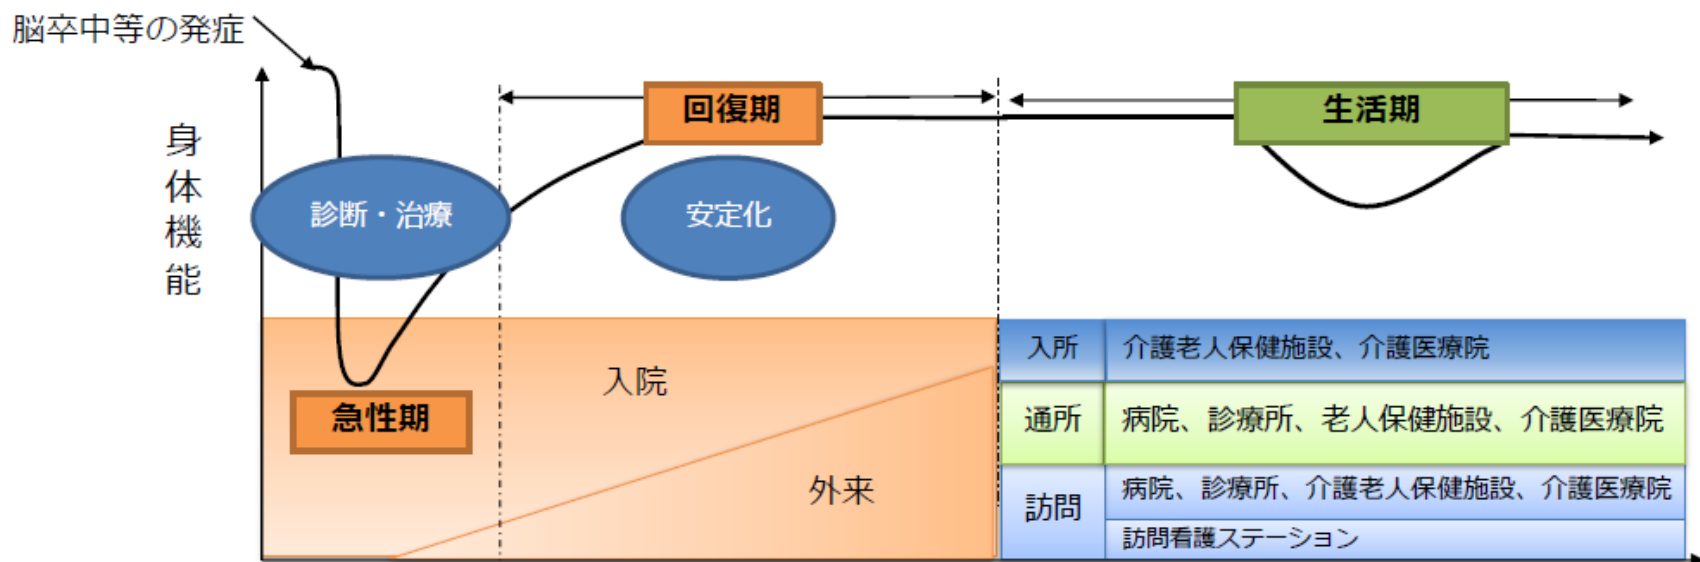 脳卒中等の発症
身体機能
回復期
生活期
診断・治療
安定化
急性期
入院
外来
入所
介護老人保健施設、介護医療院
通所
病院、診療所、老人保健施設、介護医療院
訪問
病院、診療所、介護老人保健施設、介護医療院
訪問看護ステーション